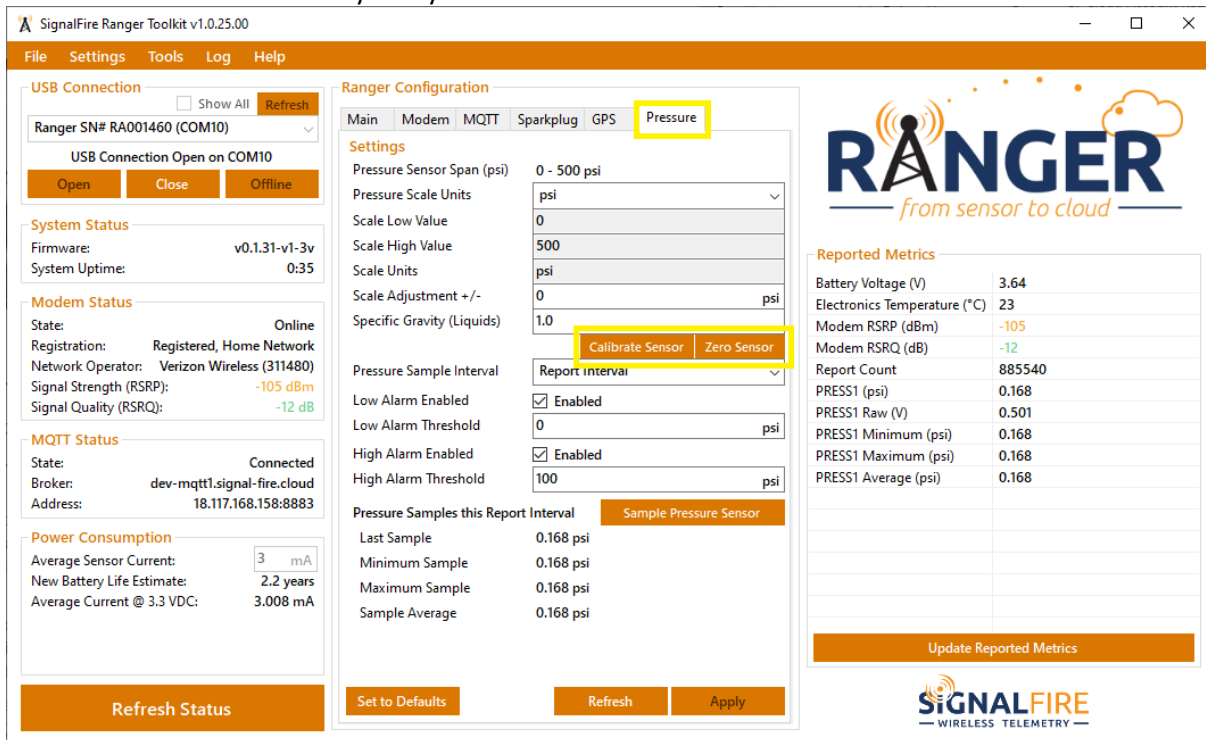 SignalFire Ranger Toolkit v1.0.25.00
File Settings Tools Log Help
USB Connection
Show All Refresh
Ranger SN# RA001460 (COM10)
USB Connection Open on COM10
Open Close Offline
System Status
Firmware: v0.1.31-v1-3v
System Uptime: 0:35
Modem Status
State: Online
Registration: Registered, Home Network
Network Operator: Verizon Wireless (311480)
Signal Strength (RSRP): -105 dBm
Signal Quality (RSRQ): -12 dB
MQTT Status
State: Connected
Broker: dev-mqtt1.signal-fire.cloud
Address: 18.117.168.158:8883
Power Consumption
Average Sensor Current: 3 mA
New Battery Life Estimate: 2.2 years
Average Current @ 3.3 VDC: 3.008 mA
Refresh Status
Ranger Configuration
Main Modem MQTT Sparkplug GPS Pressure
Settings
Pressure Sensor Span (psi) 0 - 500 psi
Pressure Scale Units psi
Scale Low Value 0
Scale High Value 500
Scale Units psi
Scale Adjustment +/- 0 psi
Specific Gravity (Liquids) 1.0
Calibrate Sensor Zero Sensor
Pressure Sample Interval Report Interval
Low Alarm Enabled Enabled
Low Alarm Threshold 0 psi
High Alarm Enabled Enabled
High Alarm Threshold 100 psi
Pressure Samples this Report Interval Sample Pressure Sensor
Last Sample 0.168 psi
Minimum Sample 0.168 psi
Maximum Sample 0.168 psi
Sample Average 0.168 psi
Set to Defaults Refresh Apply
RANGER
from sensor to cloud
Reported Metrics
Battery Voltage (V) 3.64
Electronics Temperature (°C) 23
Modem RSRP (dBm) -105
Modem RSRQ (dB) -12
Report Count 885540
PRESS1 (psi) 0.168
PRESS1 Raw (V) 0.501
PRESS1 Minimum (psi) 0.168
PRESS1 Maximum (psi) 0.168
PRESS1 Average (psi) 0.168
Update Reported Metrics
SIGNALFIRE
WIRELESS TELEMETRY